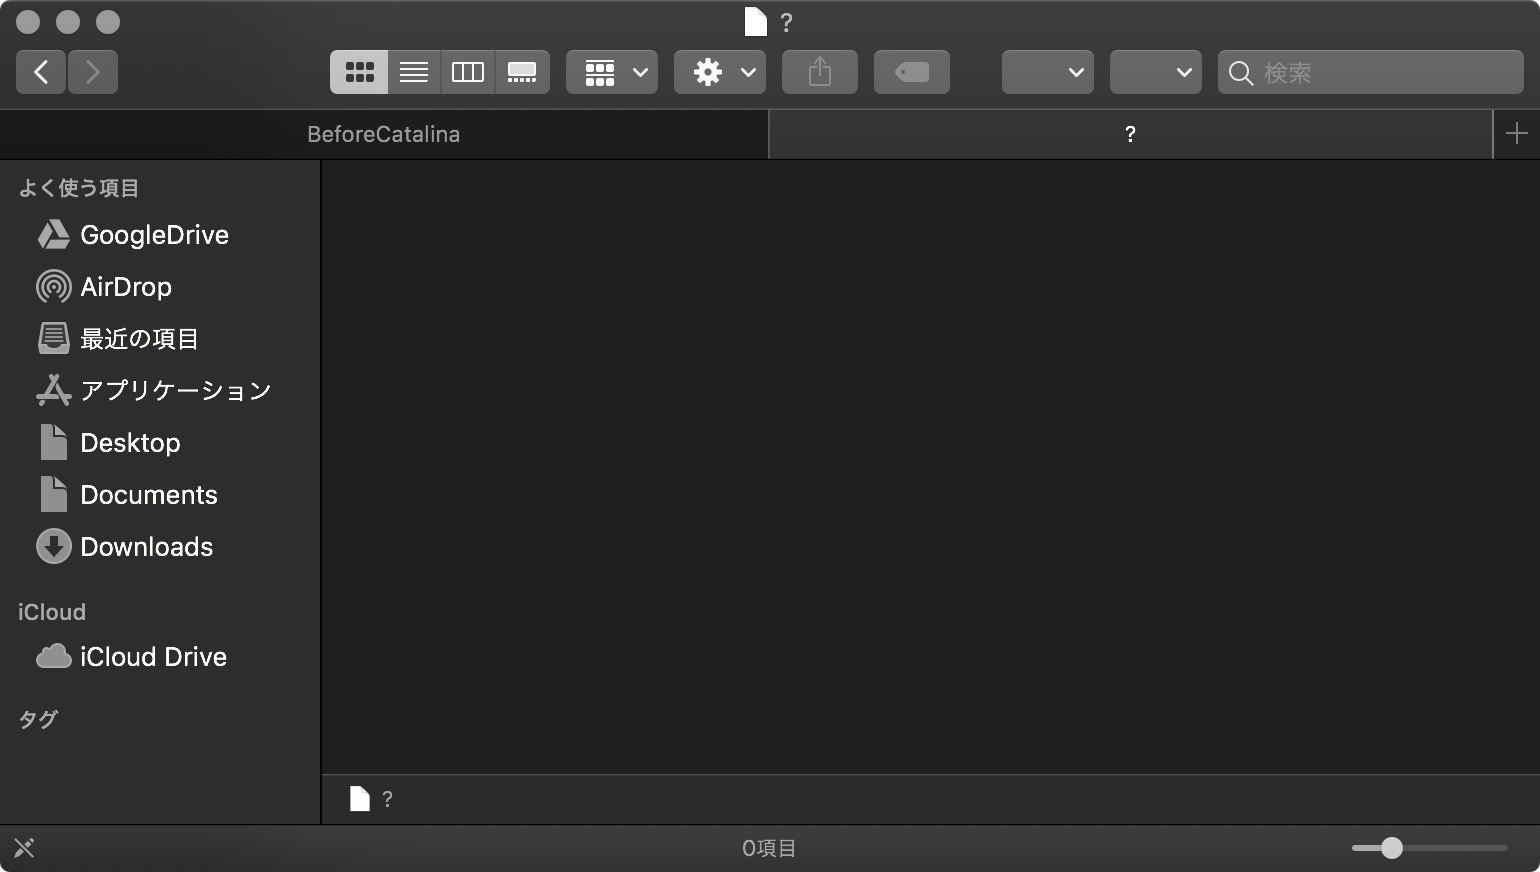 ?
検索
BeforeCatalina
?
よく使う項目
GoogleDrive
AirDrop
最近の項目
アプリケーション
Desktop
Documents
Downloads
iCloud
iCloud Drive
タグ
?
0項目